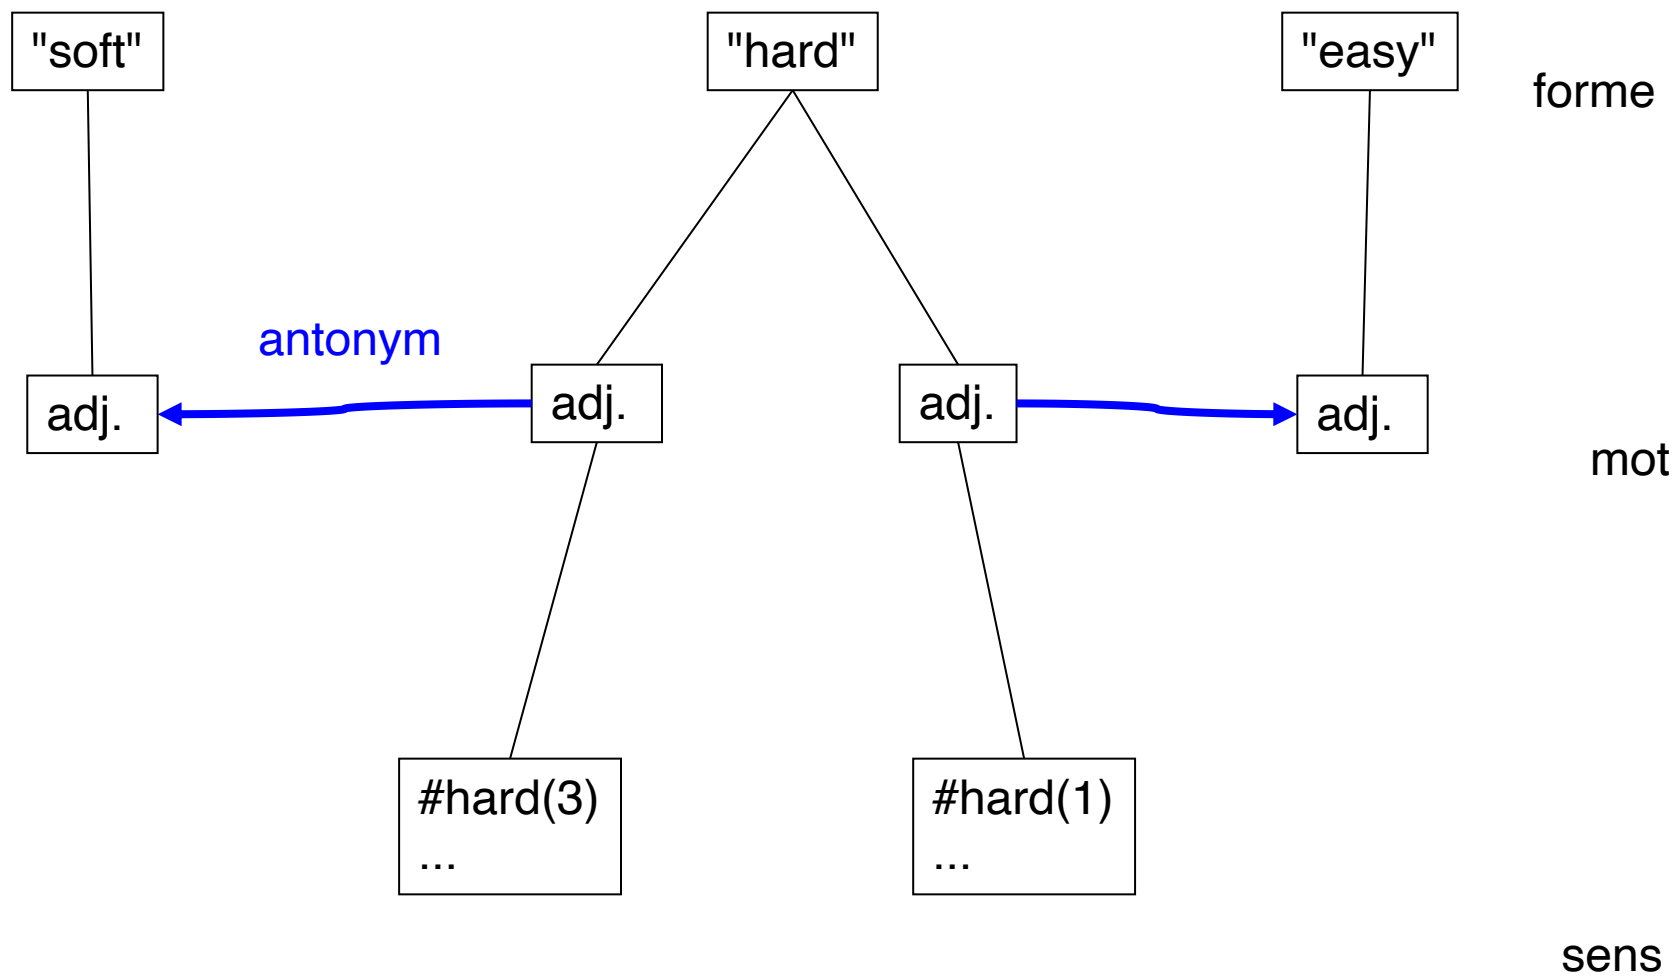 "soft"
"hard"
"easy"
forme
antonym
adj.
adj.
adj.
adj.
mot
#hard(3)
...
#hard(1)
...
sens